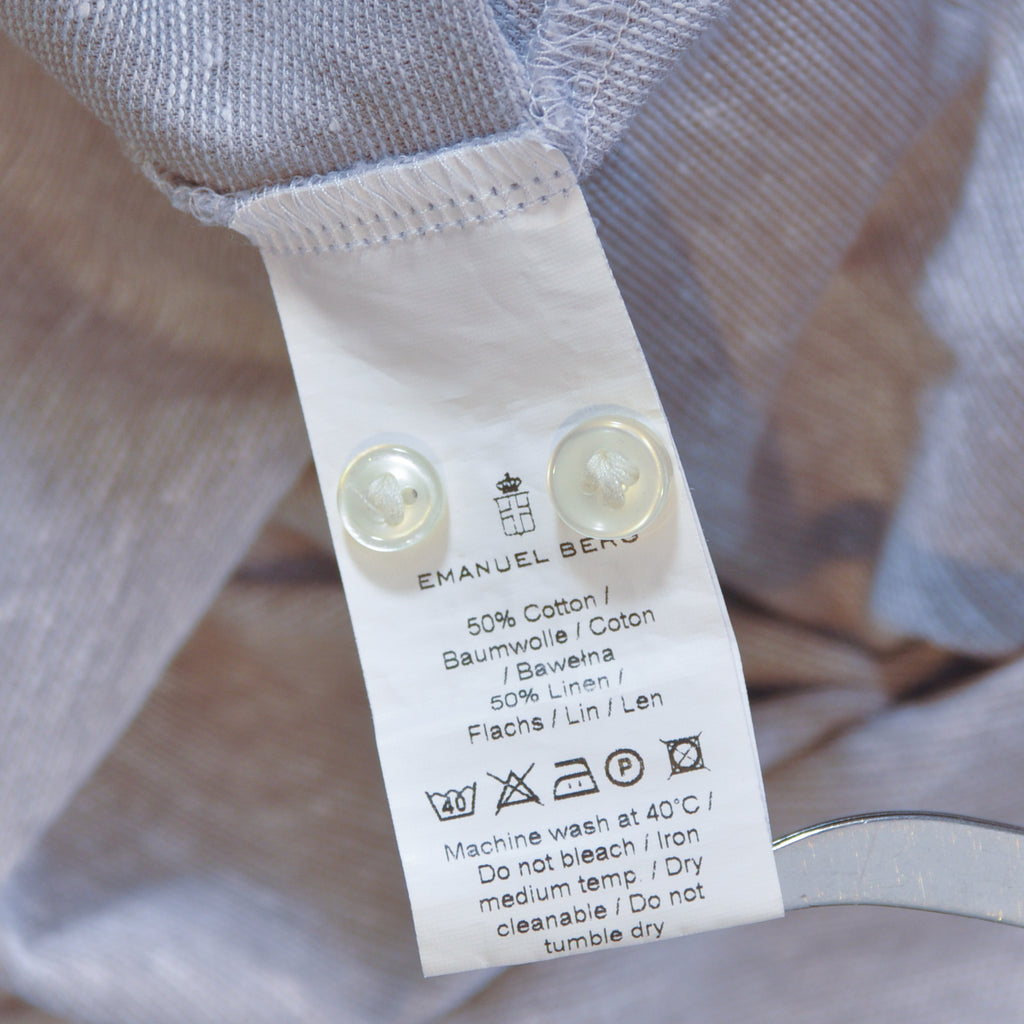 EMANUEL BERG
50% Cotton /
Baumwolle / Coton
/ Bawełna
50% Linen /
Flachs / Lin / Len
40 P
Machine wash at 40°C /
Do not bleach / Iron
medium temp. / Dry
cleanable / Do not
tumble dry